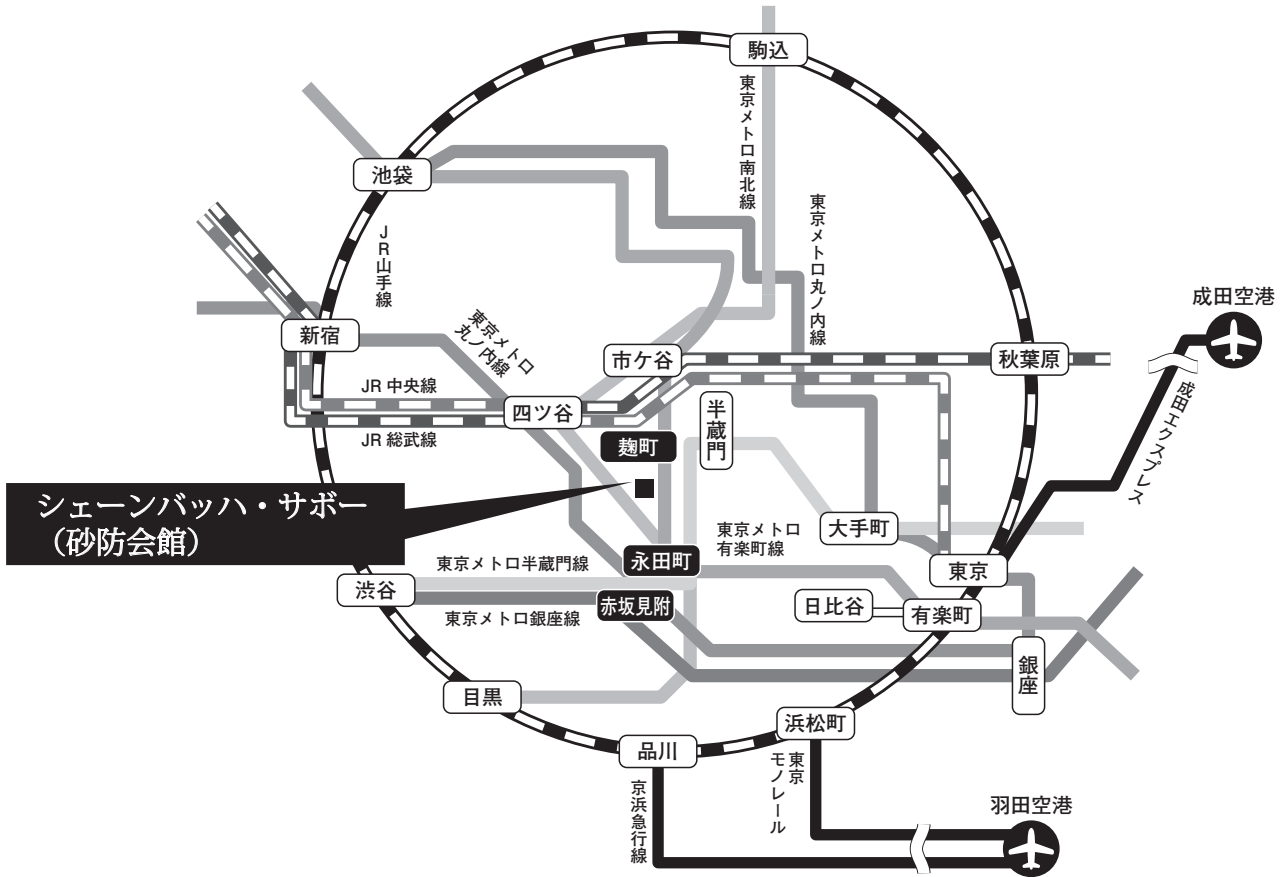 駒込
東京メトロ南北線
池袋
東京メトロ丸ノ内線
JR山手線
成田空港
新宿
東京メトロ
丸ノ内線
市ケ谷
秋葉原
JR 中央線
四ツ谷
半蔵門
成田エクスプレス
JR 総武線
麹町
シェーンバッハ・サボー
（砂防会館）
大手町
東京メトロ
有楽町線
永田町
東京
東京メトロ半蔵門線
渋谷
赤坂見附
日比谷
有楽町
東京メトロ銀座線
銀座
目黒
浜松町
品川
東京
モノレール
京浜急行線
羽田空港